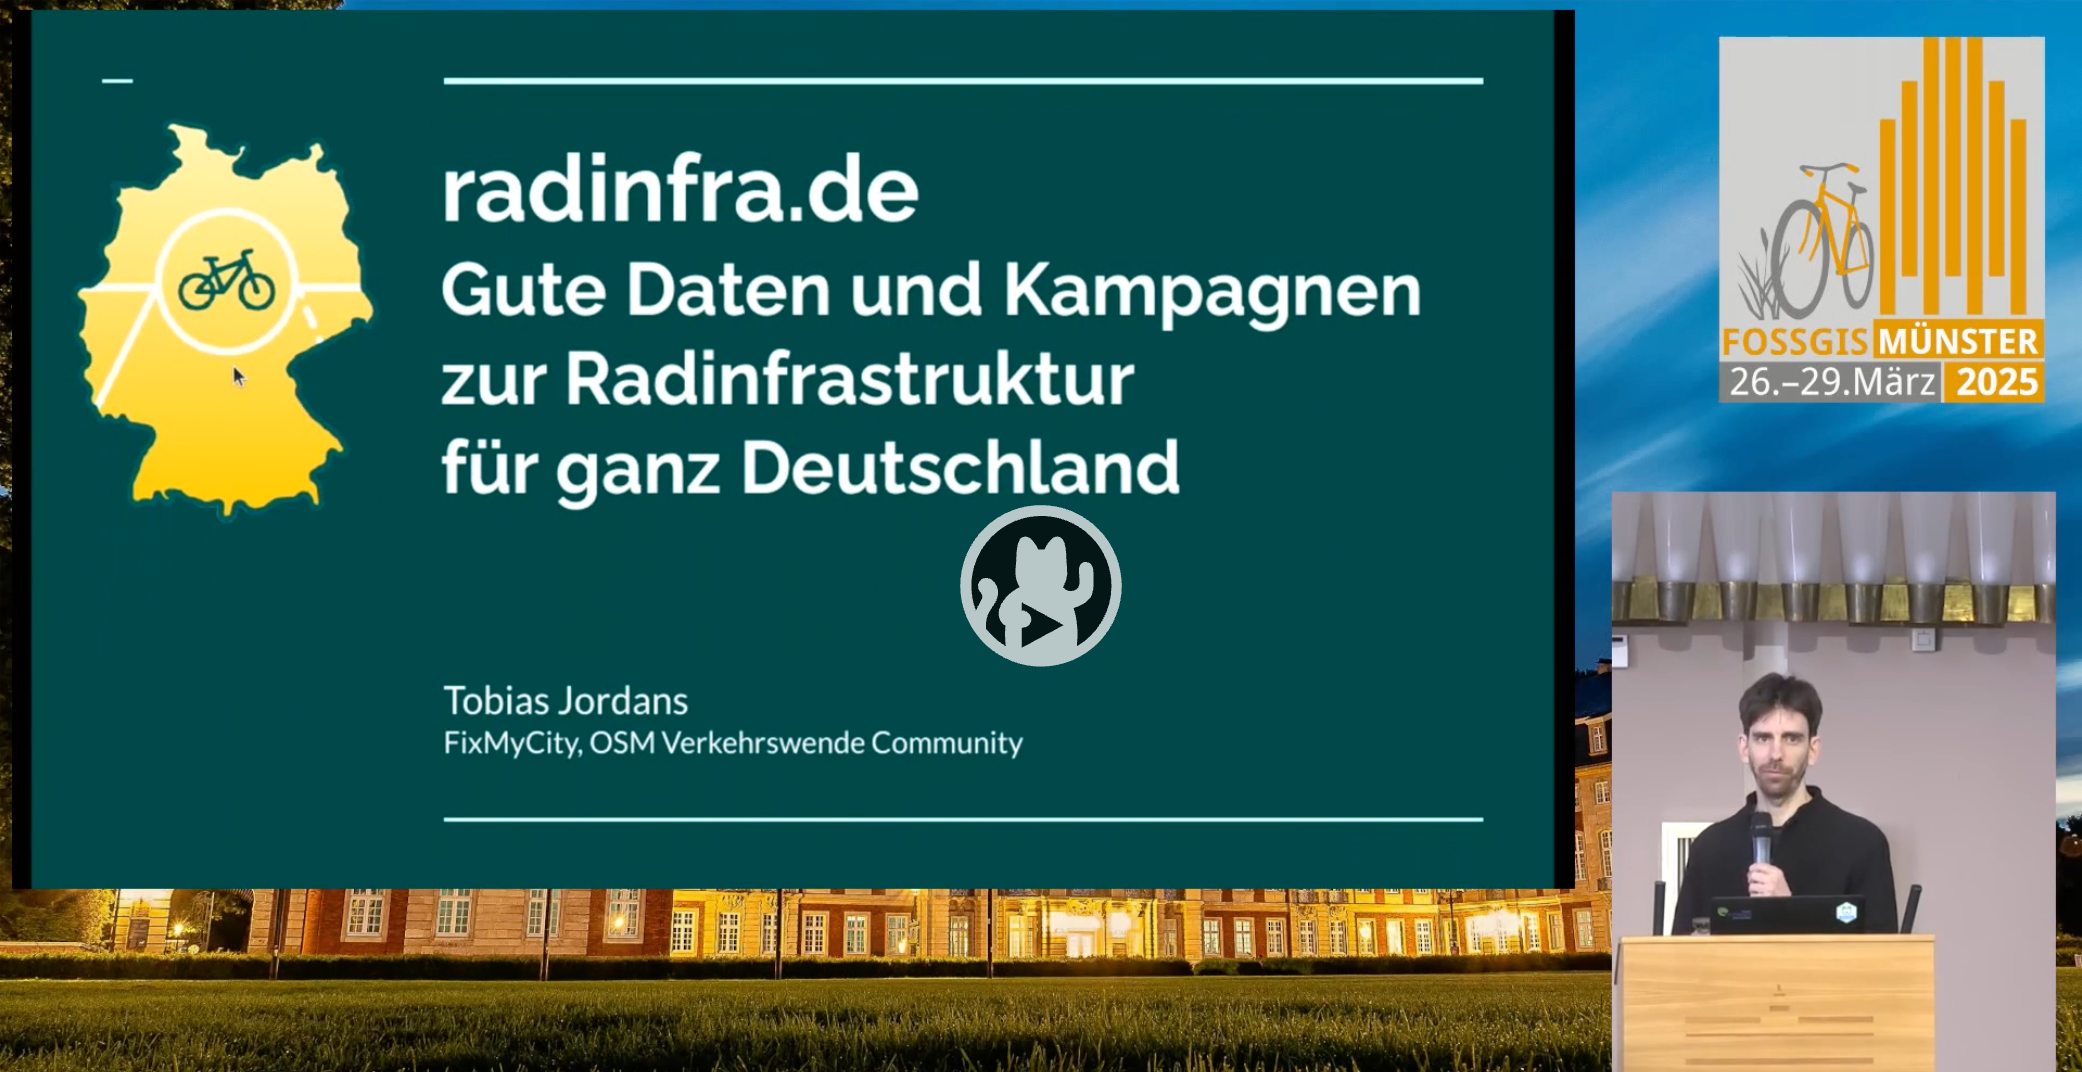 radinfra.de
Gute Daten und Kampagnen
zur Radinfrastruktur
für ganz Deutschland
Tobias Jordans
FixMyCity, OSM Verkehrswende Community
FOSSGIS MÜNSTER
26.–29.März 2025